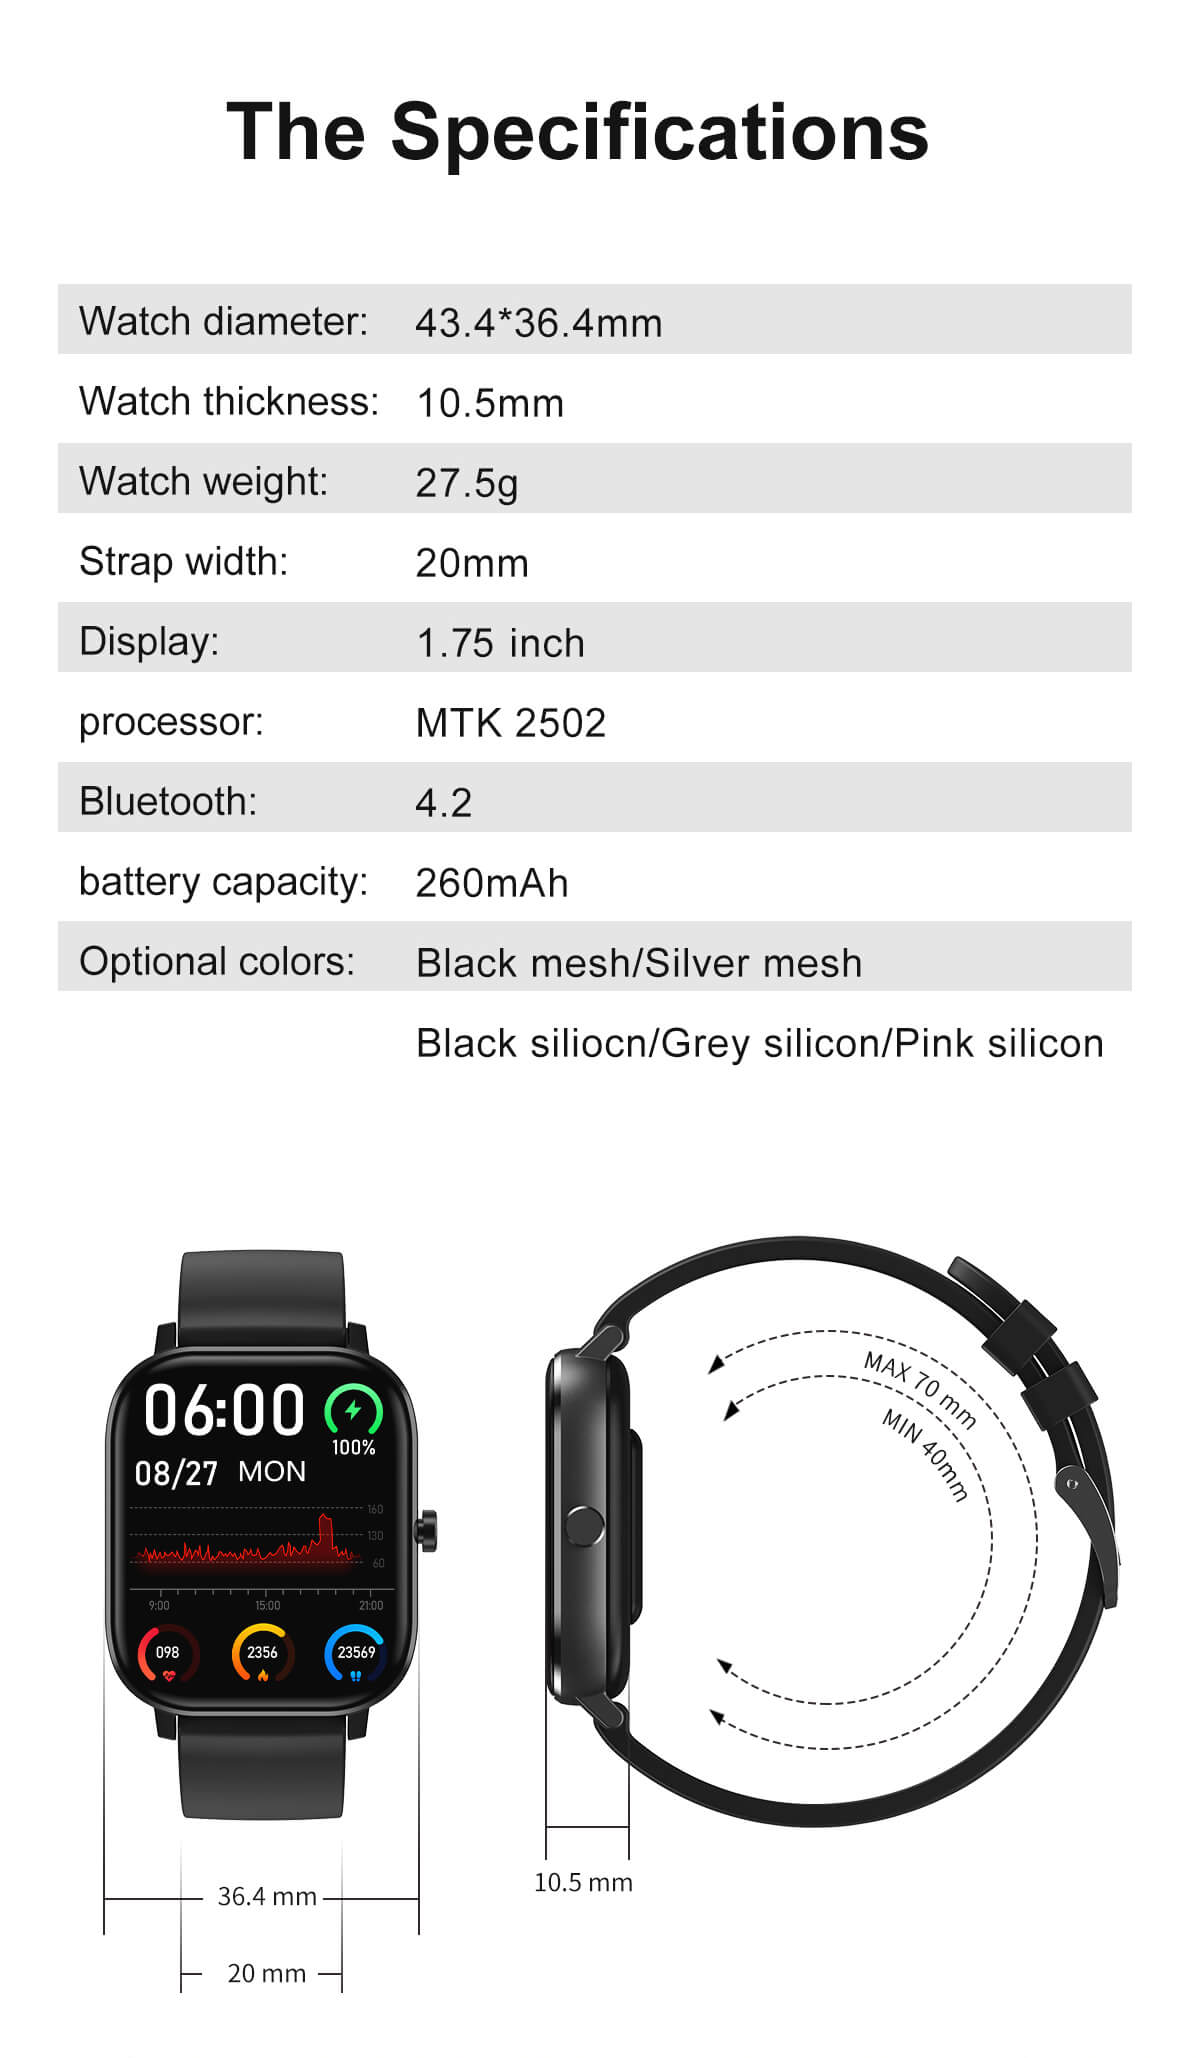 The Specifications
Watch diameter: 43.4*36.4mm
Watch thickness: 10.5mm
Watch weight: 27.5g
Strap width: 20mm
Display: 1.75 inch
processor: MTK 2502
Bluetooth: 4.2
battery capacity: 260mAh
Optional colors: Black mesh/Silver mesh
Black siliocn/Grey silicon/Pink silicon
06:00
100%
08/27 MON
160
130
60
9:00 15:00 21:00
098 2356 23569
MAX 70 mm
MIN 40mm
10.5 mm
36.4 mm
20 mm